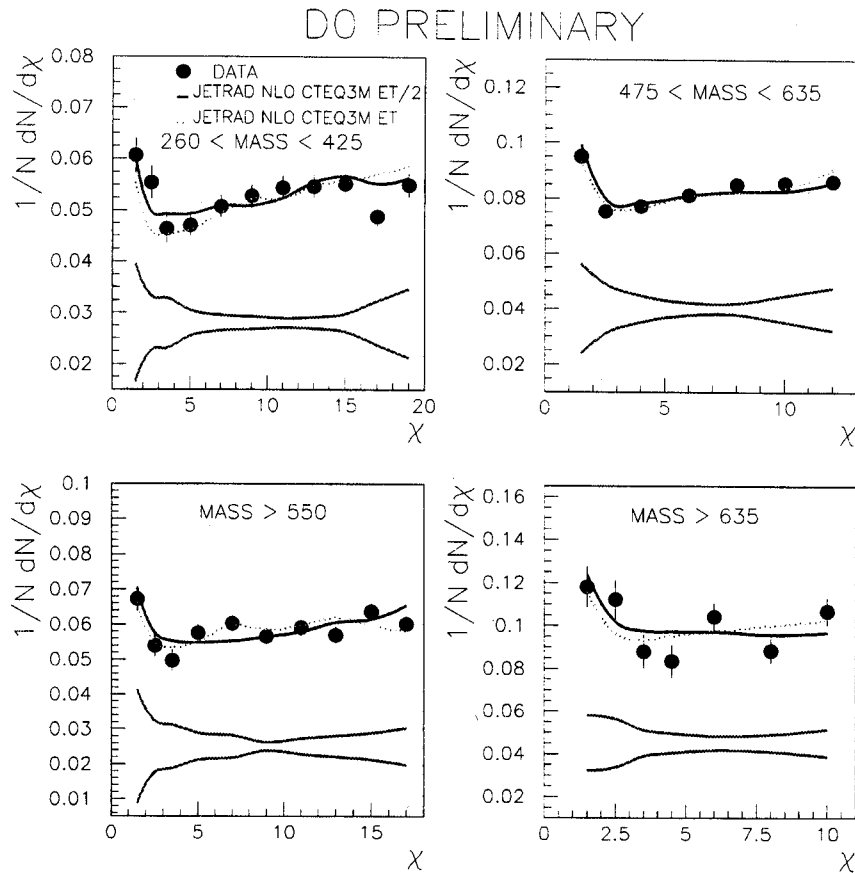 D0 PRELIMINARY
1/N dN/dχ
0.08
0.07
0.06
0.05
0.04
0.03
0.02
DATA
JETRAD NLO CTEQ3M ET/2
JETRAD NLO CTEQ3M ET
260 < MASS < 425
0 5 10 15 20
χ
1/N dN/dχ
0.12
0.1
0.08
0.06
0.04
0.02
475 < MASS < 635
0 5 10
χ
1/N dN/dχ
0.1
0.09
0.08
0.07
0.06
0.05
0.04
0.03
0.02
0.01
MASS > 550
0 5 10 15
χ
1/N dN/dχ
0.16
0.14
0.12
0.1
0.08
0.06
0.04
0.02
MASS > 635
0 2.5 5 7.5 10
χ